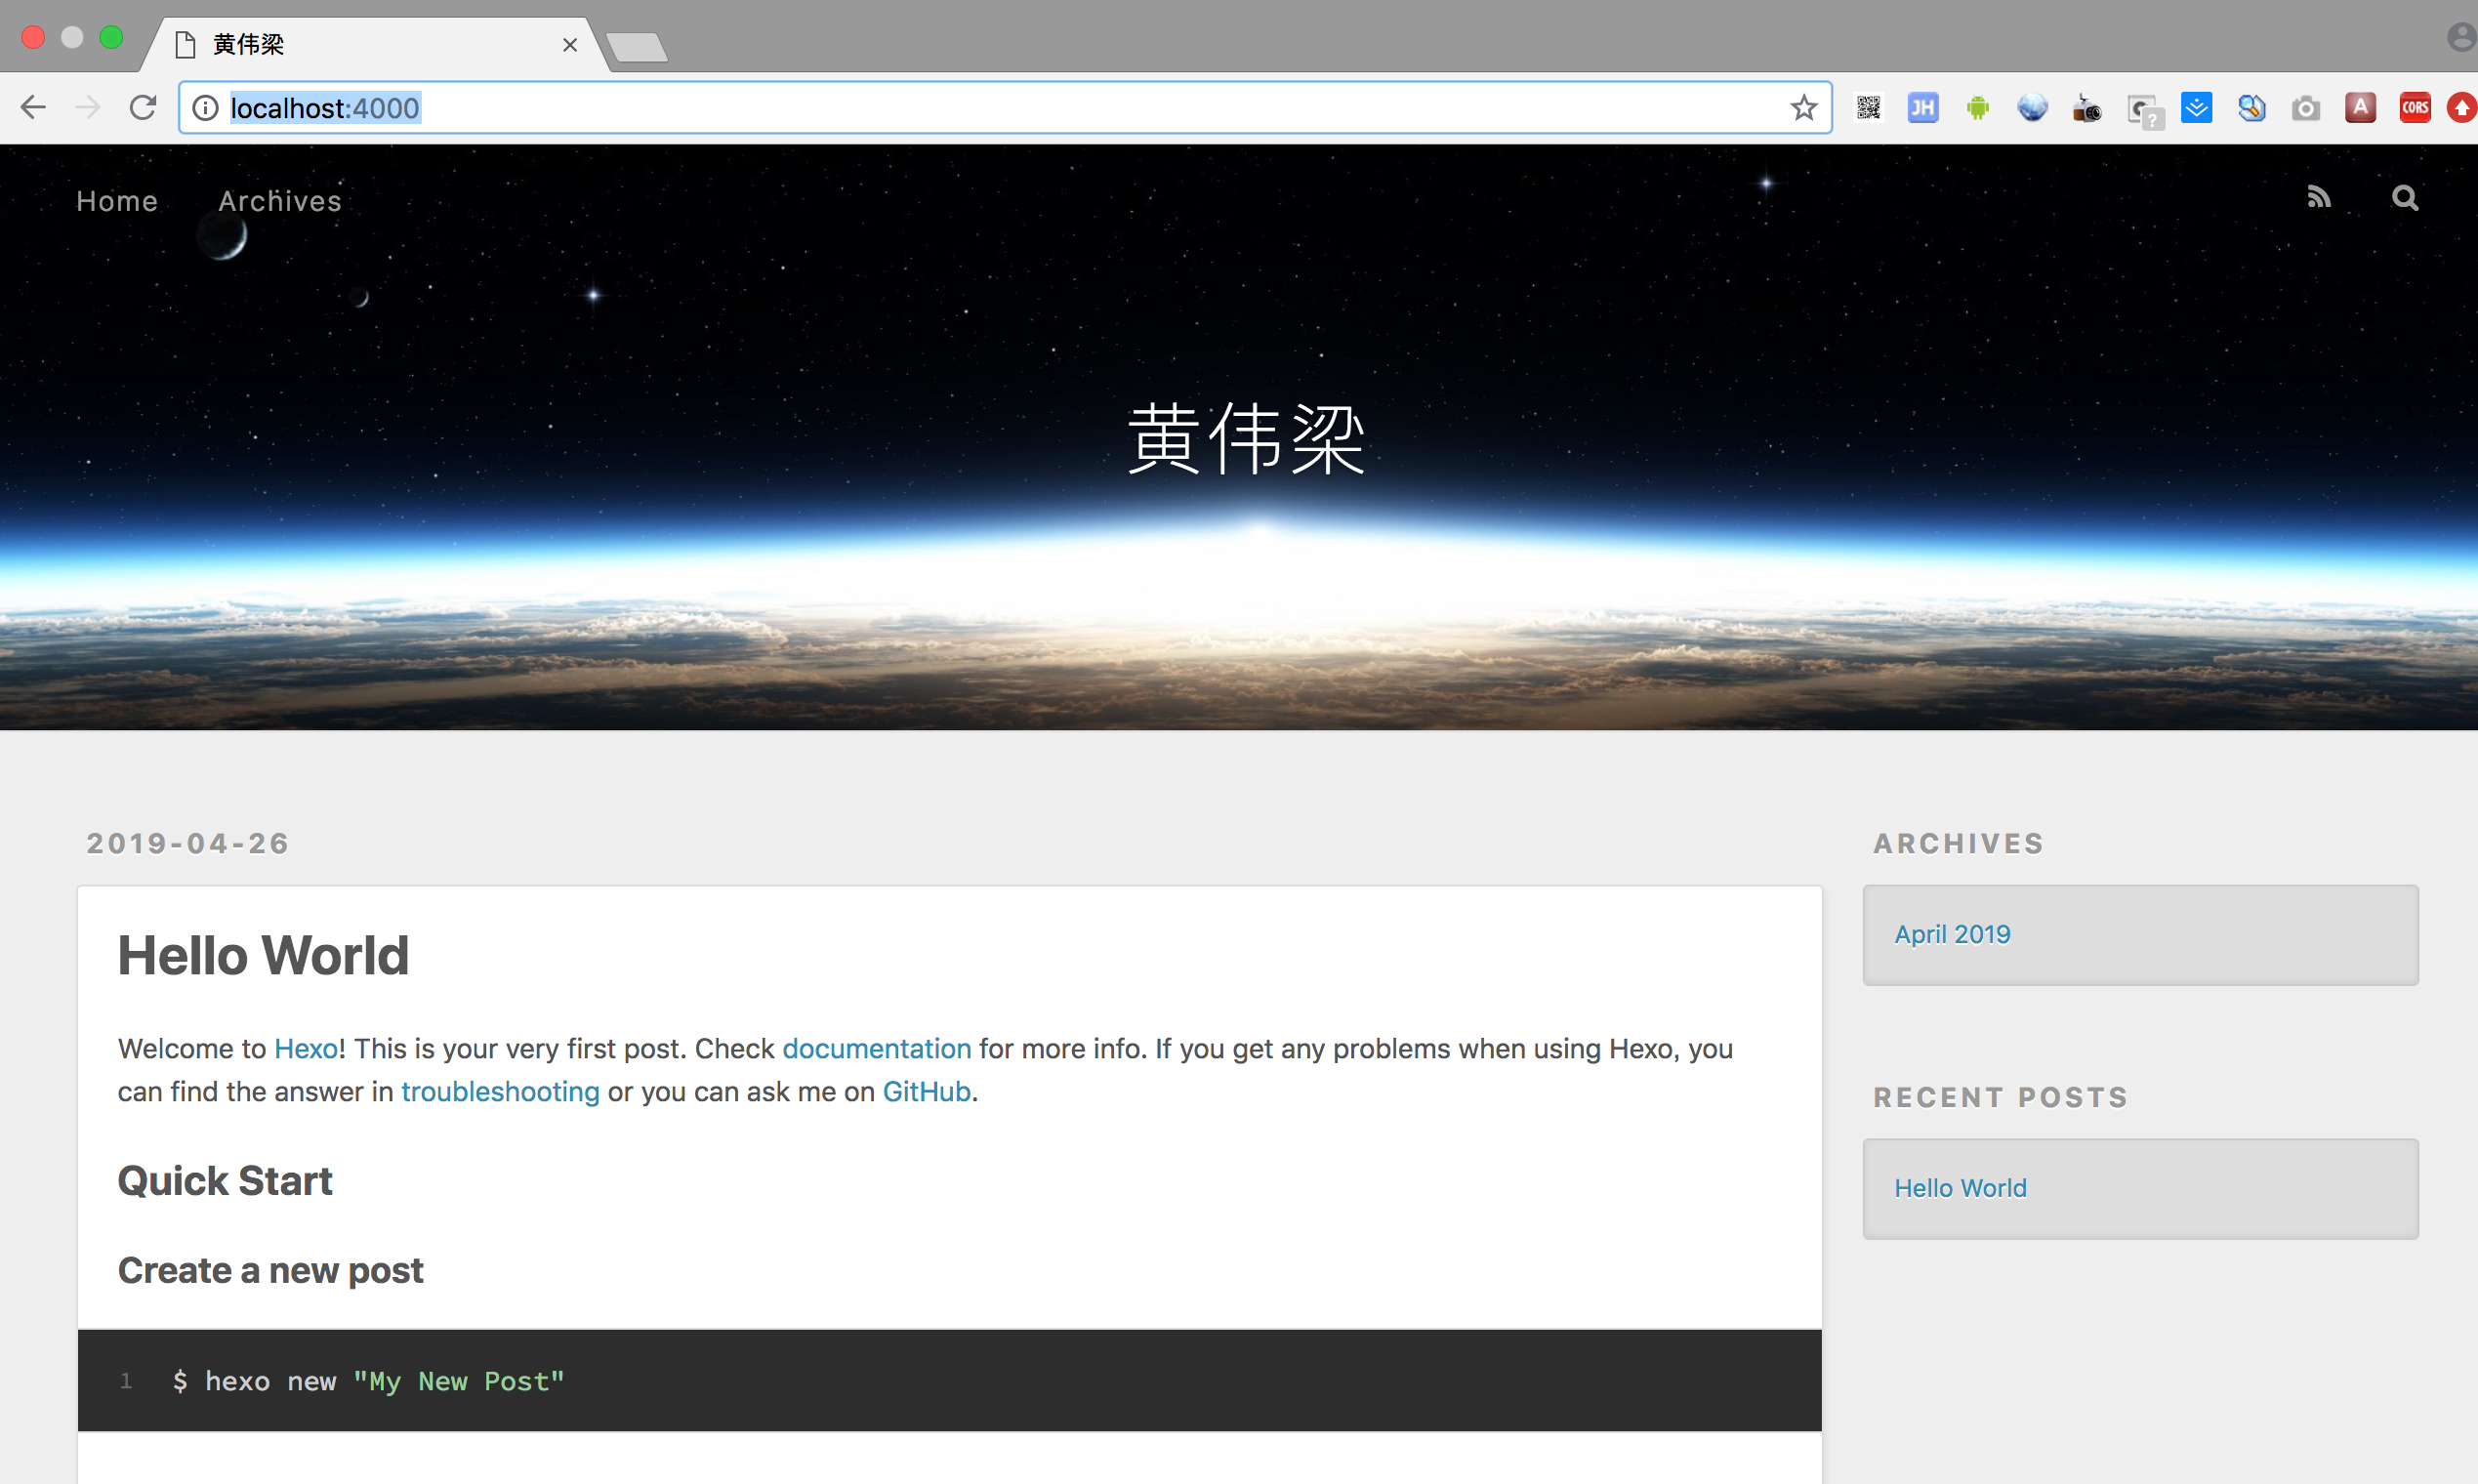 黄伟梁
localhost:4000
JH
?
A
CORS
Home Archives
黄伟梁
2019-04-26
Hello World
Welcome to Hexo! This is your very first post. Check documentation for more info. If you get any problems when using Hexo, you
can find the answer in troubleshooting or you can ask me on GitHub.
Quick Start
Create a new post
1 $ hexo new "My New Post"
ARCHIVES
April 2019
RECENT POSTS
Hello World